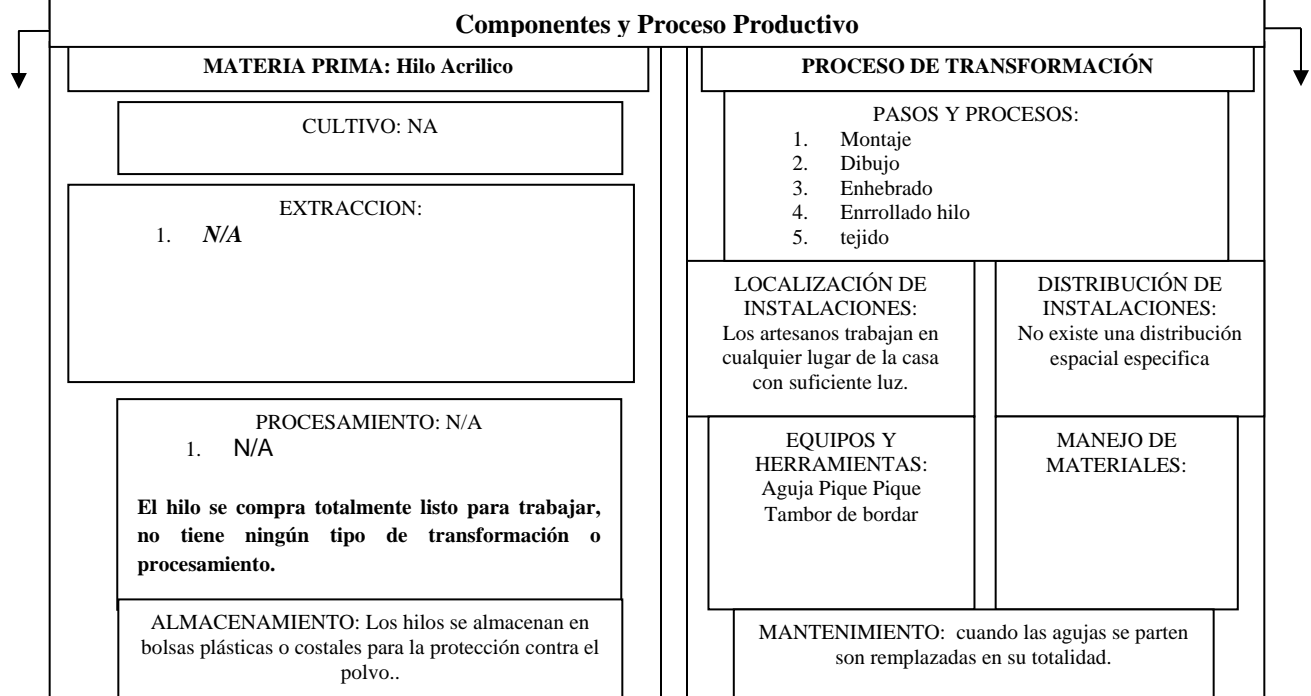 Componentes y Proceso Productivo
MATERIA PRIMA: Hilo Acrilico
CULTIVO: NA
EXTRACCION:
1. N/A
PROCESAMIENTO: N/A
1. N/A
El hilo se compra totalmente listo para trabajar,
no tiene ningún tipo de transformación o
procesamiento.
ALMACENAMIENTO: Los hilos se almacenan en
bolsas plásticas o costales para la protección contra el
polvo..
PROCESO DE TRANSFORMACIÓN
PASOS Y PROCESOS:
1. Montaje
2. Dibujo
3. Enhebrado
4. Enrrollado hilo
5. tejido
LOCALIZACIÓN DE
INSTALACIONES:
Los artesanos trabajan en
cualquier lugar de la casa
con suficiente luz.
DISTRIBUCIÓN DE
INSTALACIONES:
No existe una distribución
espacial especifica
EQUIPOS Y
HERRAMIENTAS:
Aguja Pique Pique
Tambor de bordar
MANEJO DE
MATERIALES:
MANTENIMIENTO: cuando las agujas se parten
son remplazadas en su totalidad.